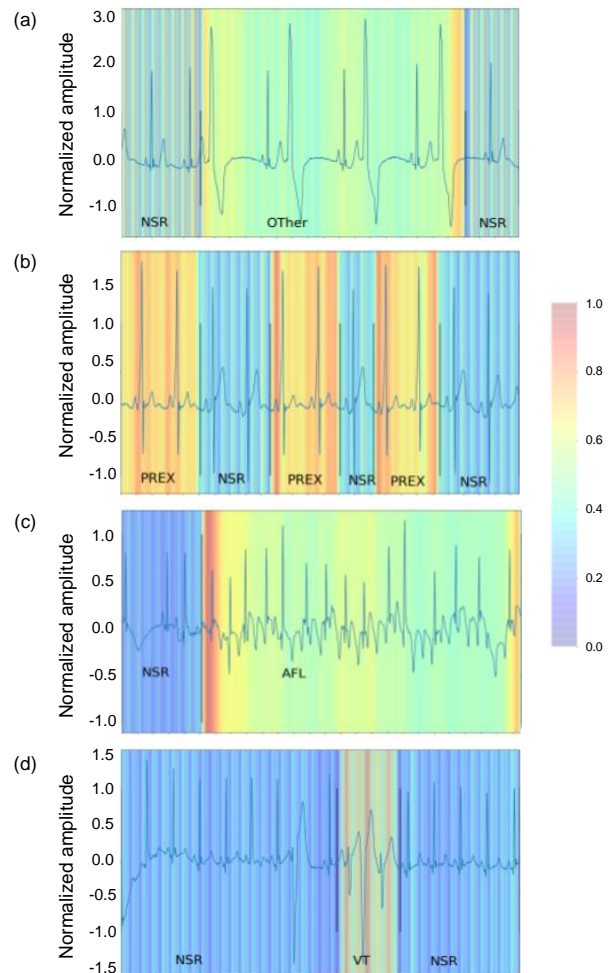 (a)
Normalized amplitude
3.0
2.0
1.0
0.0
-1.0
NSR OTher NSR
(b)
Normalized amplitude
1.5
1.0
0.5
0.0
-0.5
-1.0
PREX NSR PREX NSR PREX NSR
(c)
Normalized amplitude
1.0
0.5
0.0
-0.5
-1.0
NSR AFL
(d)
Normalized amplitude
1.5
1.0
0.5
0.0
-0.5
-1.0
-1.5
NSR VT NSR
1.0
0.8
0.6
0.4
0.2
0.0